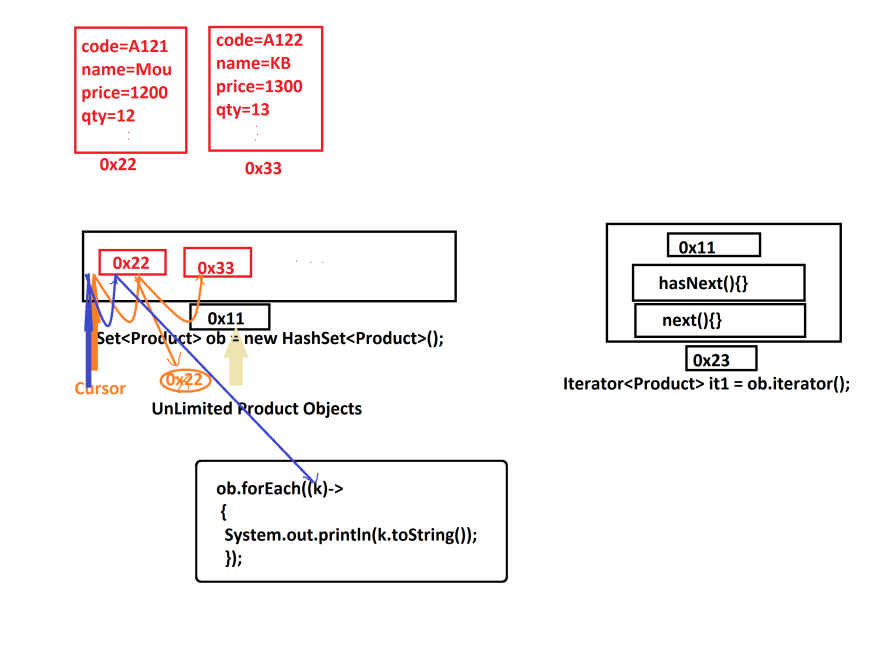 code=A121
name=Mou
price=1200
qty=12
0x22
code=A122
name=KB
price=1300
qty=13
0x33
0x22
0x33
. . .
0x11
Set<Product> ob = new HashSet<Product>();
Cursor
0x22
UnLimited Product Objects
ob.forEach((k)->
{
System.out.println(k.toString());
});
0x11
hasNext(){}
next(){}
0x23
Iterator<Product> it1 = ob.iterator();